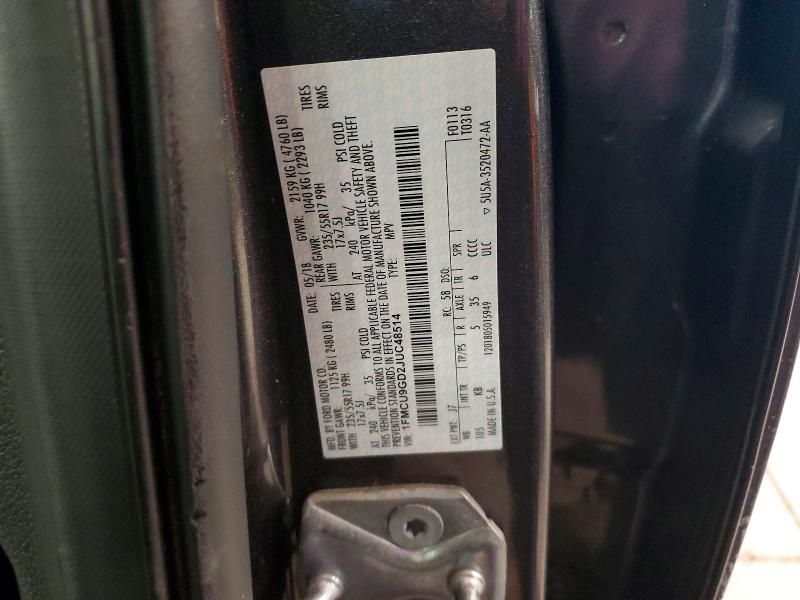 MFD. BY FORD MOTOR CO.
DATE: 05/18 GVWR: 2159 KG ( 4760 LB)
FRONT GAWR: 1125 KG ( 2480 LB) REAR GAWR: 1040 KG ( 2293 LB)
WITH 235/55R17 99H TIRES WITH 235/55R17 99H TIRES
17x7.5J RIMS 17x7.5J RIMS
AT 240 kPa/ 35 PSI COLD AT 240 kPa/ 35 PSI COLD
THIS VEHICLE CONFORMS TO ALL APPLICABLE FEDERAL MOTOR VEHICLE SAFETY AND THEFT
PREVENTION STANDARDS IN EFFECT ON THE DATE OF MANUFACTURE SHOWN ABOVE.
VIN: 1FMCU9GD2JUC48514 TYPE: MPV
F0113
T0316
EXT PNT: J7 RC: 58 DSO:
WB INT TR TP/PS R AXLE TR SPR
105 KB 5 35 6 CCCC
ULC
MADE IN U.S.A. 1201805015949 5U5A-3520472-AA